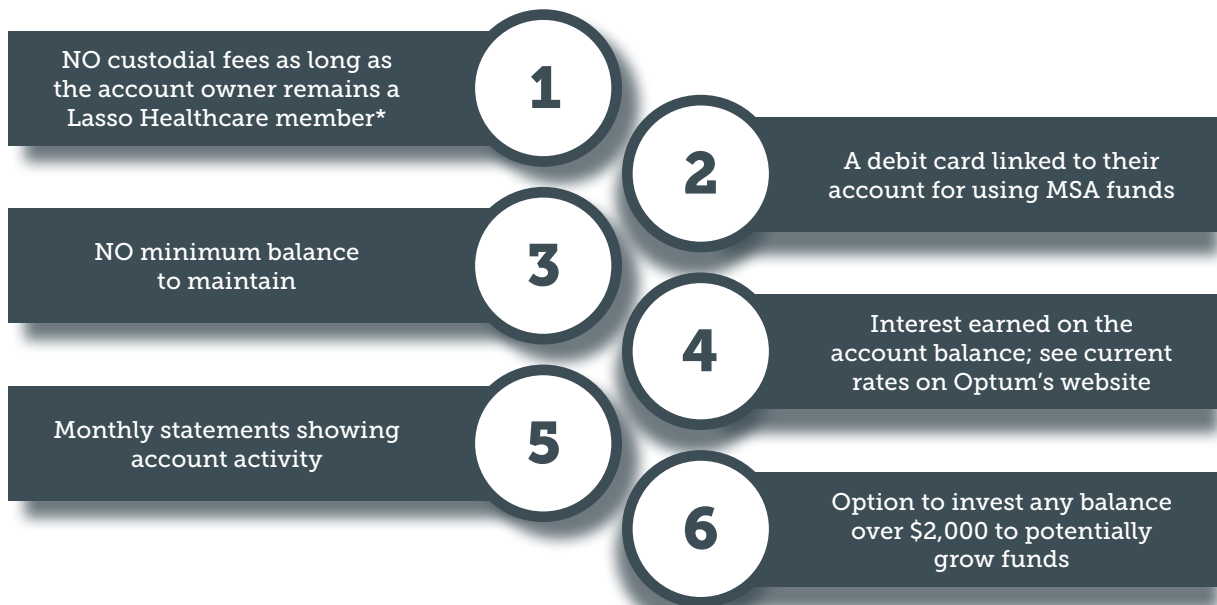 NO custodial fees as long as
the account owner remains a
Lasso Healthcare member*
1
2
A debit card linked to their
account for using MSA funds
NO minimum balance
to maintain
3
4
Interest earned on the
account balance; see current
rates on Optum’s website
Monthly statements showing
account activity
5
6
Option to invest any balance
over $2,000 to potentially
grow funds